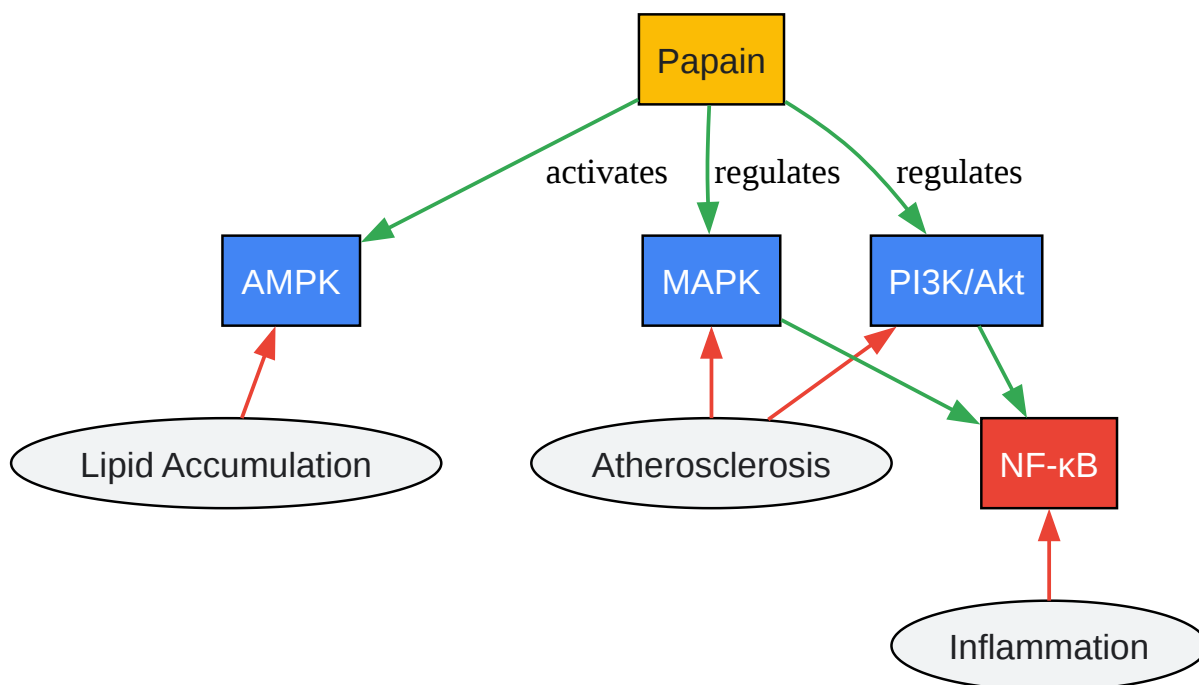 Papain
activates
regulates
regulates
AMPK
MAPK
PI3K/Akt
Lipid Accumulation
Atherosclerosis
NF-κB
Inflammation